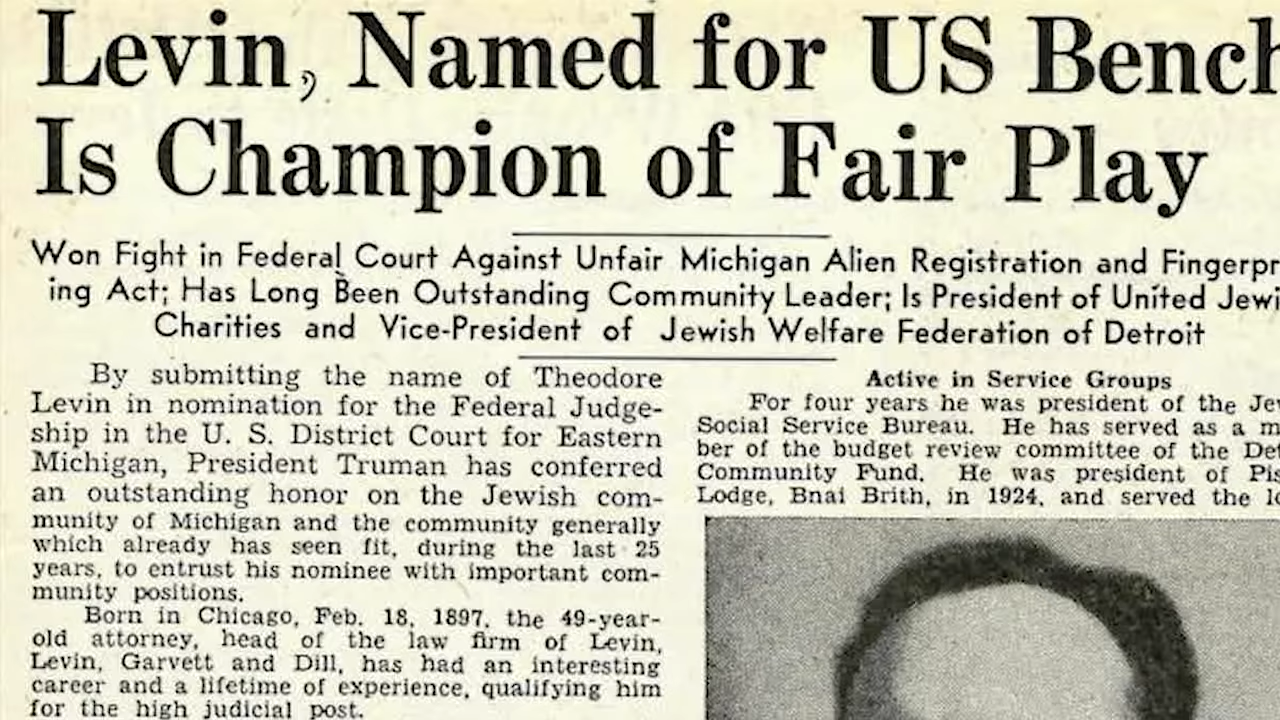 Levin, Named for US Bench
Is Champion of Fair Play
Won Fight in Federal Court Against Unfair Michigan Alien Registration and Fingerpr
ing Act; Has Long Been Outstanding Community Leader; Is President of United Jewi
Charities and Vice-President of Jewish Welfare Federation of Detroit
By submitting the name of Theodore
Levin in nomination for the Federal Judge-
ship in the U. S. District Court for Eastern
Michigan, President Truman has conferred
an outstanding honor on the Jewish com-
munity of Michigan and the community generally
which already has seen fit, during the last 25
years, to entrust his nominee with important com-
munity positions.
Born in Chicago, Feb. 18, 1897, the 49-year-
old attorney, head of the law firm of Levin,
Levin, Garvett and Dill, has had an interesting
career and a lifetime of experience, qualifying him
for the high judicial post.
Active in Service Groups
For four years he was president of the Jew
Social Service Bureau. He has served as a m
ber of the budget review committee of the Det
Community Fund. He was president of Pis
Lodge, Bnai Brith, in 1924, and served the lo